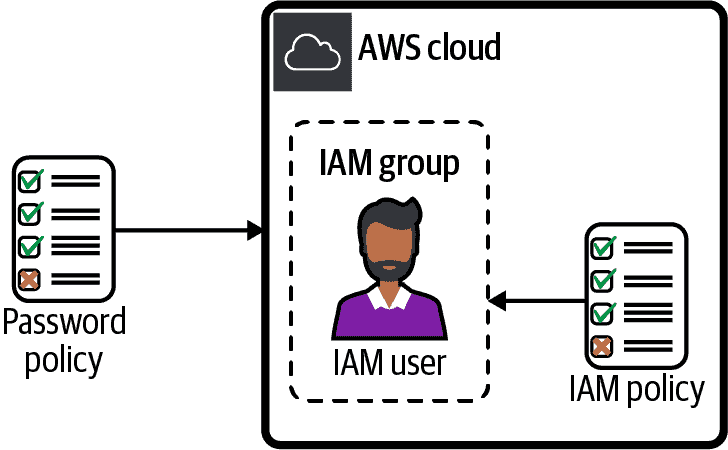 AWS cloud
IAM group
IAM user
Password
policy
IAM policy